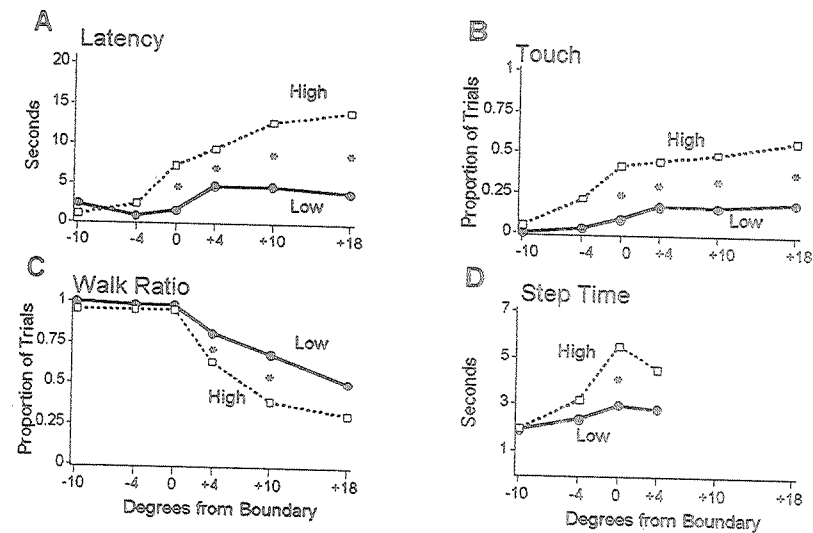 A
Latency
20
15
10
5
0
Seconds
High
Low
-10 -4 0 +4 +10 +18
B
Touch
1
0.75
0.5
0.25
0
Proportion of Trials
High
Low
-10 -4 0 +4 +10 +18
C
Walk Ratio
1
0.75
0.5
0.25
0
Proportion of Trials
Low
High
-10 -4 0 +4 +10 +18
Degrees from Boundary
D
Step Time
7
5
3
1
Seconds
High
Low
-10 -4 0 +4 +10 +18
Degrees from Boundary